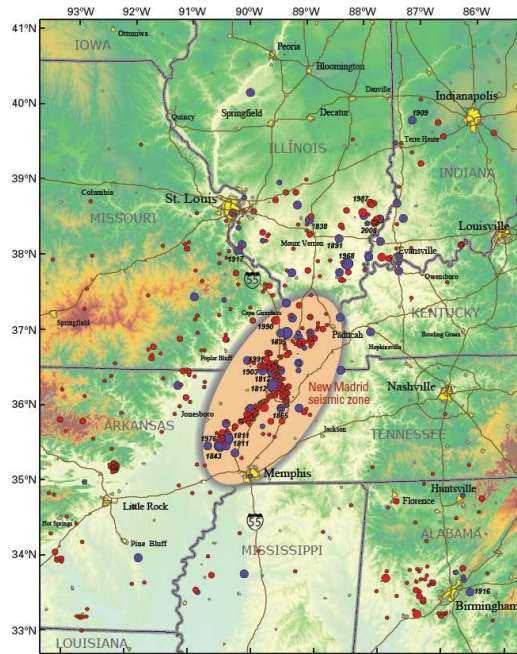 93°W 92°W 91°W 90°W 89°W 88°W 87°W 86°W 85°
41°N
IOWA
Ottumwa
Peoria
Bloomington
Danville
Indianapolis
40°N
Quincy
Springfield
Decatur
1909
Terre Haute
ILLINOIS
INDIANA
39°N
Columbia
St. Louis
1987
MISSOURI
1838
2008
Louisville
Mount Vernon
1891
Evansville
38°N
1917
1968
55
Owensboro
Cape Girardeau
KENTUCKY
Springfield
1990
Paducah
37°N
1895
Bowling Green
Hopkinsville
Poplar Bluff
1991
1903
1812
1812
New Madrid
seismic zone
Nashville
36°N
Jonesboro
1865
ARKANSAS
Jackson
TENNESSEE
1976
1811
1811
1843
35°N
Memphis
Huntsville
Little Rock
Florence
55
Hot Springs
ALABAMA
34°N
Pine Bluff
MISSISSIPPI
1916
Birmingham
33°N
LOUISIANA